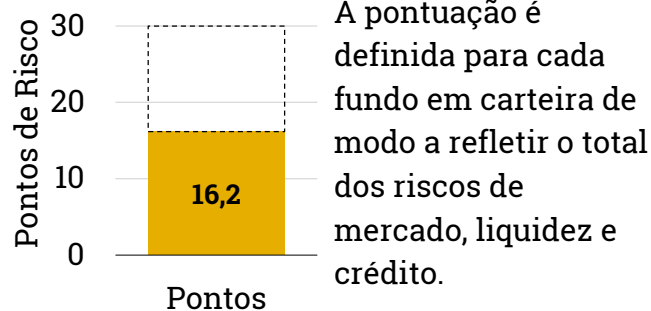 Pontos de Risco
30
20
10
0
16,2
Pontos
A pontuação é
definida para cada
fundo em carteira de
modo a refletir o total
dos riscos de
mercado, liquidez e
crédito.